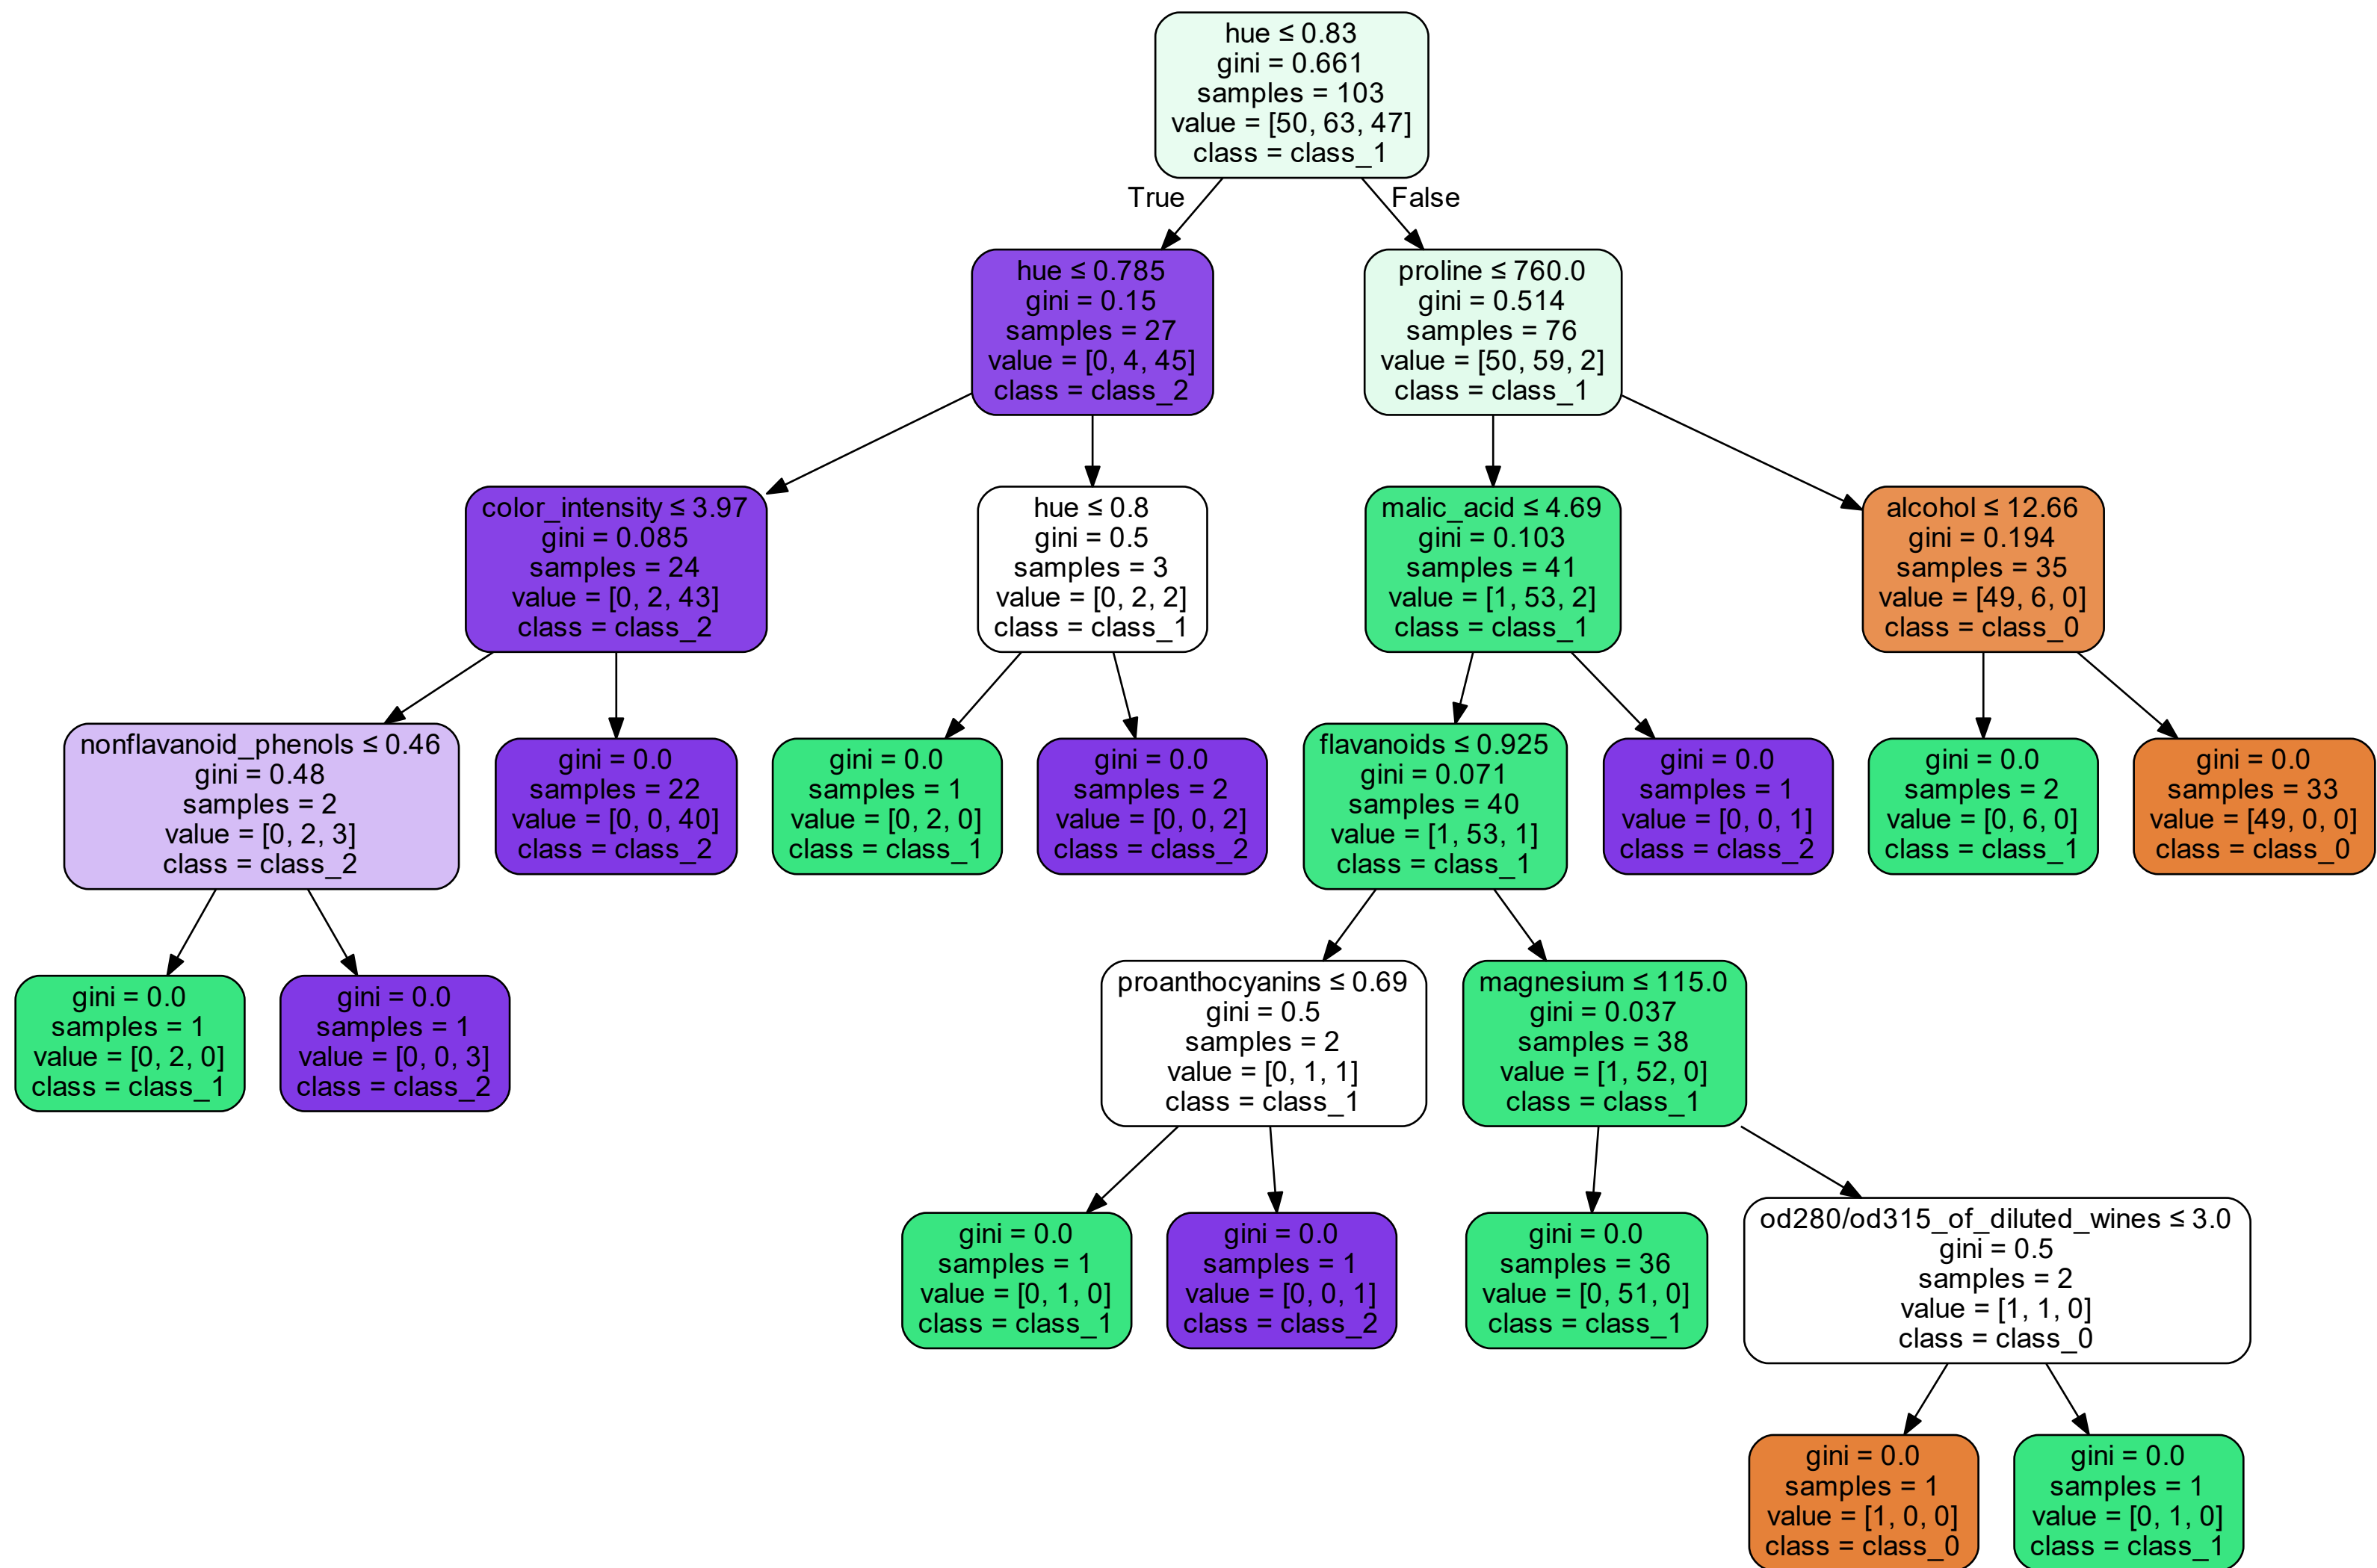 hue ≤ 0.83
gini = 0.661
samples = 103
value = [50, 63, 47]
class = class_1
True
False
hue ≤ 0.785
gini = 0.15
samples = 27
value = [0, 4, 45]
class = class_2
proline ≤ 760.0
gini = 0.514
samples = 76
value = [50, 59, 2]
class = class_1
color_intensity ≤ 3.97
gini = 0.085
samples = 24
value = [0, 2, 43]
class = class_2
hue ≤ 0.8
gini = 0.5
samples = 3
value = [0, 2, 2]
class = class_1
malic_acid ≤ 4.69
gini = 0.103
samples = 41
value = [1, 53, 2]
class = class_1
alcohol ≤ 12.66
gini = 0.194
samples = 35
value = [49, 6, 0]
class = class_0
nonflavanoid_phenols ≤ 0.46
gini = 0.48
samples = 2
value = [0, 2, 3]
class = class_2
gini = 0.0
samples = 22
value = [0, 0, 40]
class = class_2
gini = 0.0
samples = 1
value = [0, 2, 0]
class = class_1
gini = 0.0
samples = 2
value = [0, 0, 2]
class = class_2
flavanoids ≤ 0.925
gini = 0.071
samples = 40
value = [1, 53, 1]
class = class_1
gini = 0.0
samples = 1
value = [0, 0, 1]
class = class_2
gini = 0.0
samples = 2
value = [0, 6, 0]
class = class_1
gini = 0.0
samples = 33
value = [49, 0, 0]
class = class_0
gini = 0.0
samples = 1
value = [0, 2, 0]
class = class_1
gini = 0.0
samples = 1
value = [0, 0, 3]
class = class_2
proanthocyanins ≤ 0.69
gini = 0.5
samples = 2
value = [0, 1, 1]
class = class_1
magnesium ≤ 115.0
gini = 0.037
samples = 38
value = [1, 52, 0]
class = class_1
gini = 0.0
samples = 1
value = [0, 1, 0]
class = class_1
gini = 0.0
samples = 1
value = [0, 0, 1]
class = class_2
gini = 0.0
samples = 36
value = [0, 51, 0]
class = class_1
od280/od315_of_diluted_wines ≤ 3.0
gini = 0.5
samples = 2
value = [1, 1, 0]
class = class_0
gini = 0.0
samples = 1
value = [1, 0, 0]
class = class_0
gini = 0.0
samples = 1
value = [0, 1, 0]
class = class_1